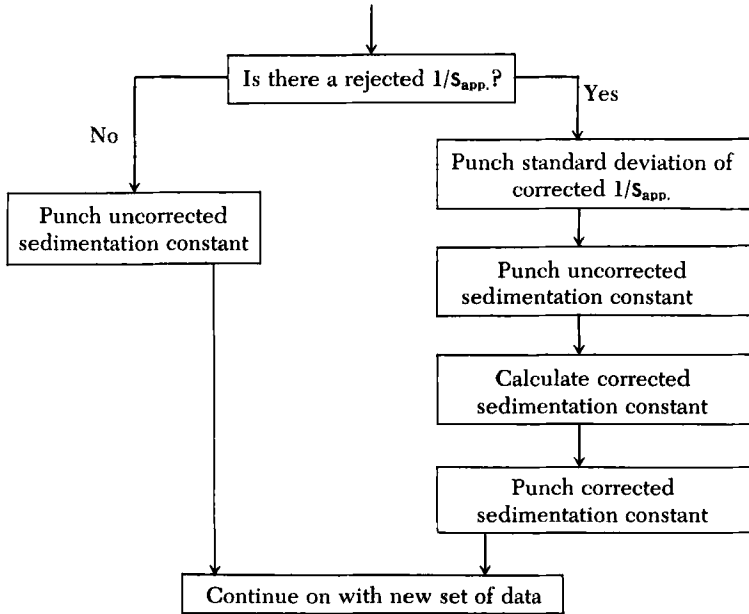 Is there a rejected 1/Sapp.?
No
Yes
Punch uncorrected
sedimentation constant
Punch standard deviation of
corrected 1/Sapp.
Punch uncorrected
sedimentation constant
Calculate corrected
sedimentation constant
Punch corrected
sedimentation constant
Continue on with new set of data